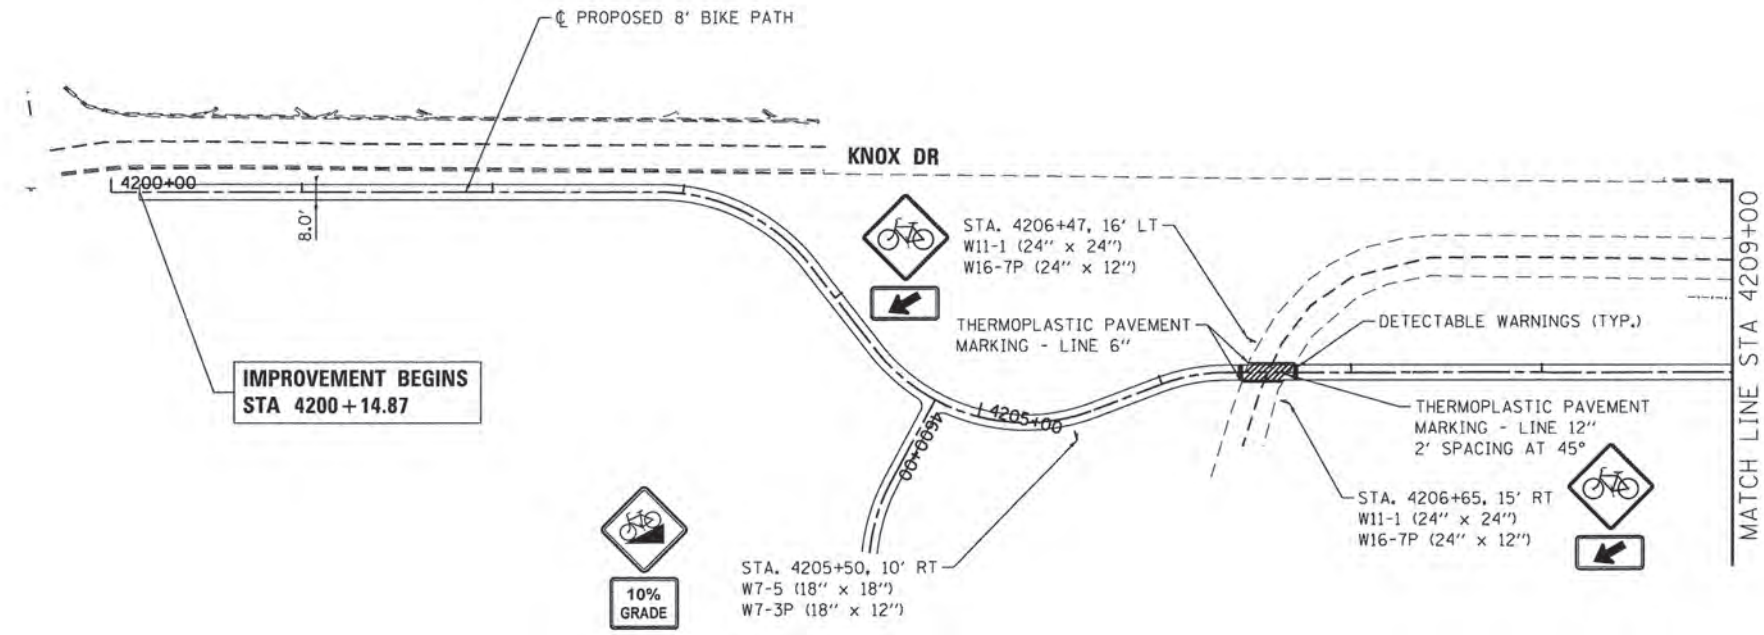 ℄ PROPOSED 8' BIKE PATH
KNOX DR
4200+00
8.0'
IMPROVEMENT BEGINS
STA 4200+14.87
STA. 4206+47, 16' LT
W11-1 (24" x 24")
W16-7P (24" x 12")
THERMOPLASTIC PAVEMENT
MARKING - LINE 6"
DETECTABLE WARNINGS (TYP.)
MATCH LINE STA 4209+00
4205+00
4600+00
THERMOPLASTIC PAVEMENT
MARKING - LINE 12"
2' SPACING AT 45°
STA. 4206+65, 15' RT
W11-1 (24" x 24")
W16-7P (24" x 12")
STA. 4205+50, 10' RT
W7-5 (18" x 18")
W7-3P (18" x 12")
10%
GRADE